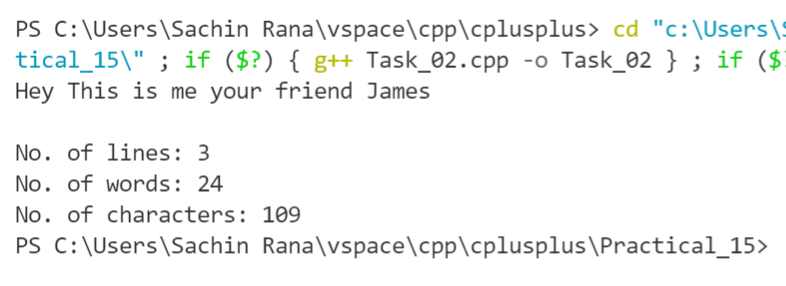 PS C:\Users\Sachin Rana\vspace\cpp\cplusplus> cd "c:\Users\
tical_15\" ; if ($?) { g++ Task_02.cpp -o Task_02 } ; if ($
Hey This is me your friend James
No. of lines: 3
No. of words: 24
No. of characters: 109
PS C:\Users\Sachin Rana\vspace\cpp\cplusplus\Practical_15>